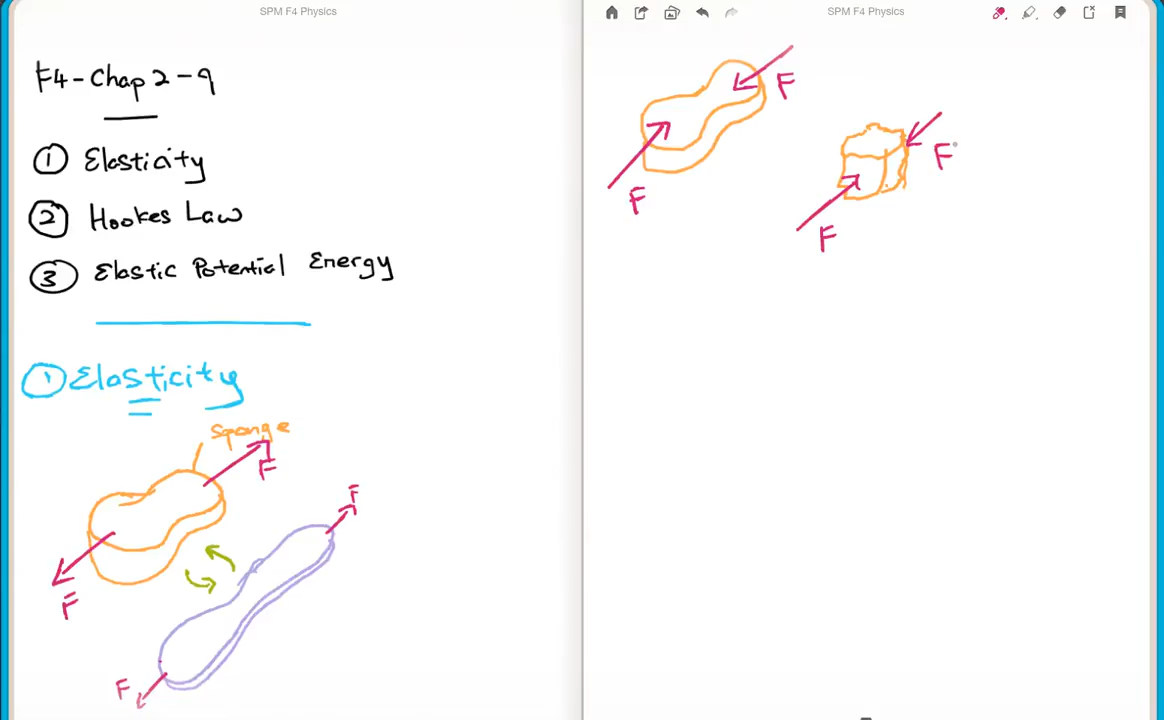 SPM F4 Physics
F4-Chap 2-9
① Elasticity
② Hookes Law
③ Elastic Potential Energy
① Elasticity
Sponge
F
F
F
F
SPM F4 Physics
F
F
F
F